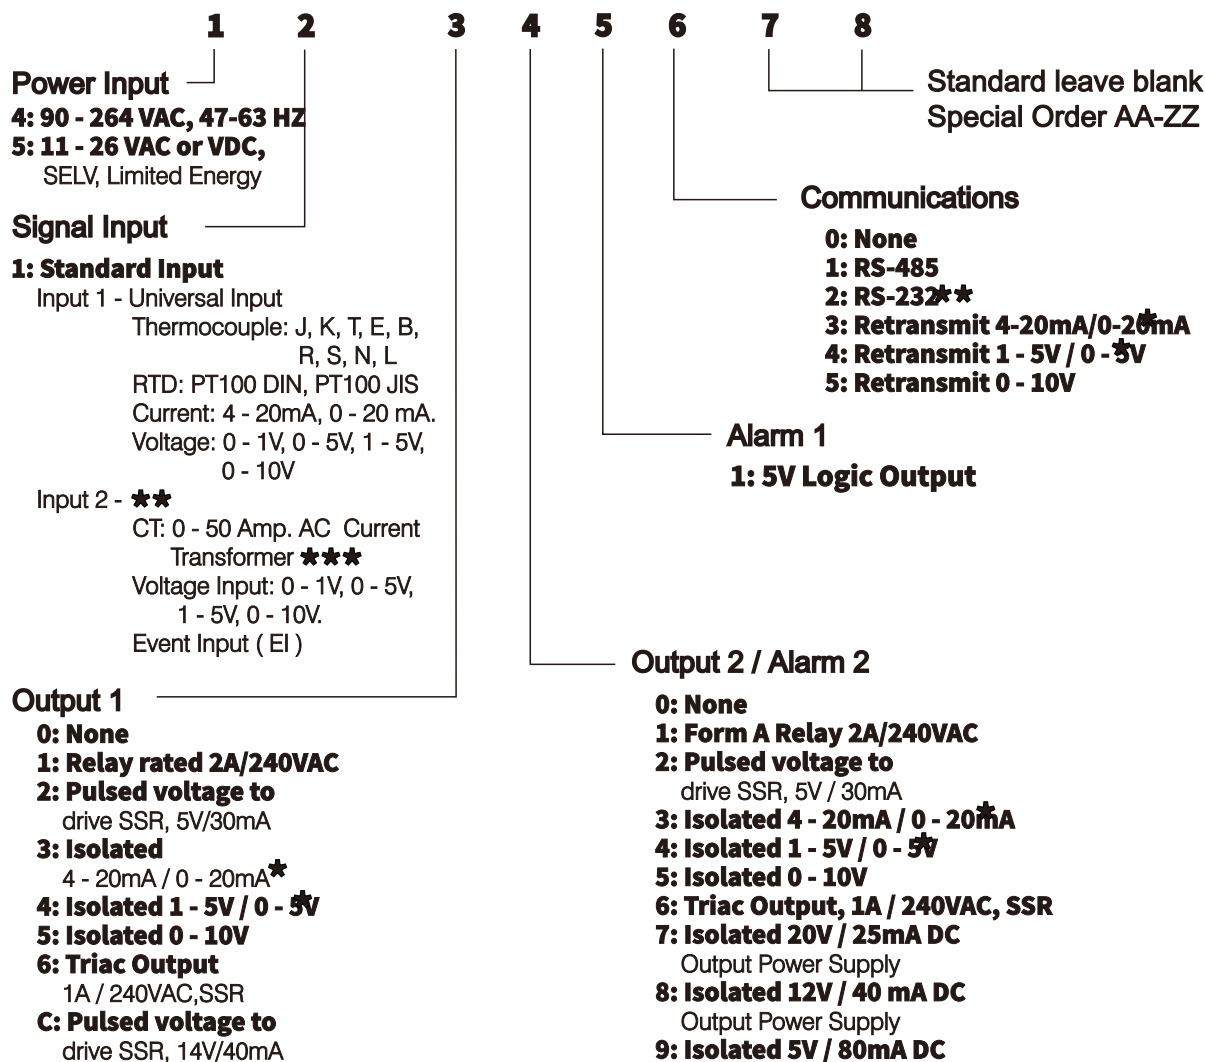 1 2 3 4 5 6 7 8
Power Input
4: 90 - 264 VAC, 47-63 HZ
5: 11 - 26 VAC or VDC,
SELV, Limited Energy
Signal Input
1: Standard Input
Input 1 - Universal Input
Thermocouple: J, K, T, E, B,
R, S, N, L
RTD: PT100 DIN, PT100 JIS
Current: 4 - 20mA, 0 - 20 mA.
Voltage: 0 - 1V, 0 - 5V, 1 - 5V,
0 - 10V
Input 2 - ★★
CT: 0 - 50 Amp. AC Current
Transformer ★★★
Voltage Input: 0 - 1V, 0 - 5V,
1 - 5V, 0 - 10V.
Event Input ( EI )
Output 1
0: None
1: Relay rated 2A/240VAC
2: Pulsed voltage to
drive SSR, 5V/30mA
3: Isolated
4 - 20mA / 0 - 20mA★
4: Isolated 1 - 5V / 0 - 5V★
5: Isolated 0 - 10V
6: Triac Output
1A / 240VAC,SSR
C: Pulsed voltage to
drive SSR, 14V/40mA
Standard leave blank
Special Order AA-ZZ
Communications
0: None
1: RS-485
2: RS-232★★
3: Retransmit 4-20mA/0-20mA★
4: Retransmit 1 - 5V / 0 - 5V★
5: Retransmit 0 - 10V
Alarm 1
1: 5V Logic Output
Output 2 / Alarm 2
0: None
1: Form A Relay 2A/240VAC
2: Pulsed voltage to
drive SSR, 5V / 30mA
3: Isolated 4 - 20mA / 0 - 20mA★
4: Isolated 1 - 5V / 0 - 5V★
5: Isolated 0 - 10V
6: Triac Output, 1A / 240VAC, SSR
7: Isolated 20V / 25mA DC
Output Power Supply
8: Isolated 12V / 40 mA DC
Output Power Supply
9: Isolated 5V / 80mA DC